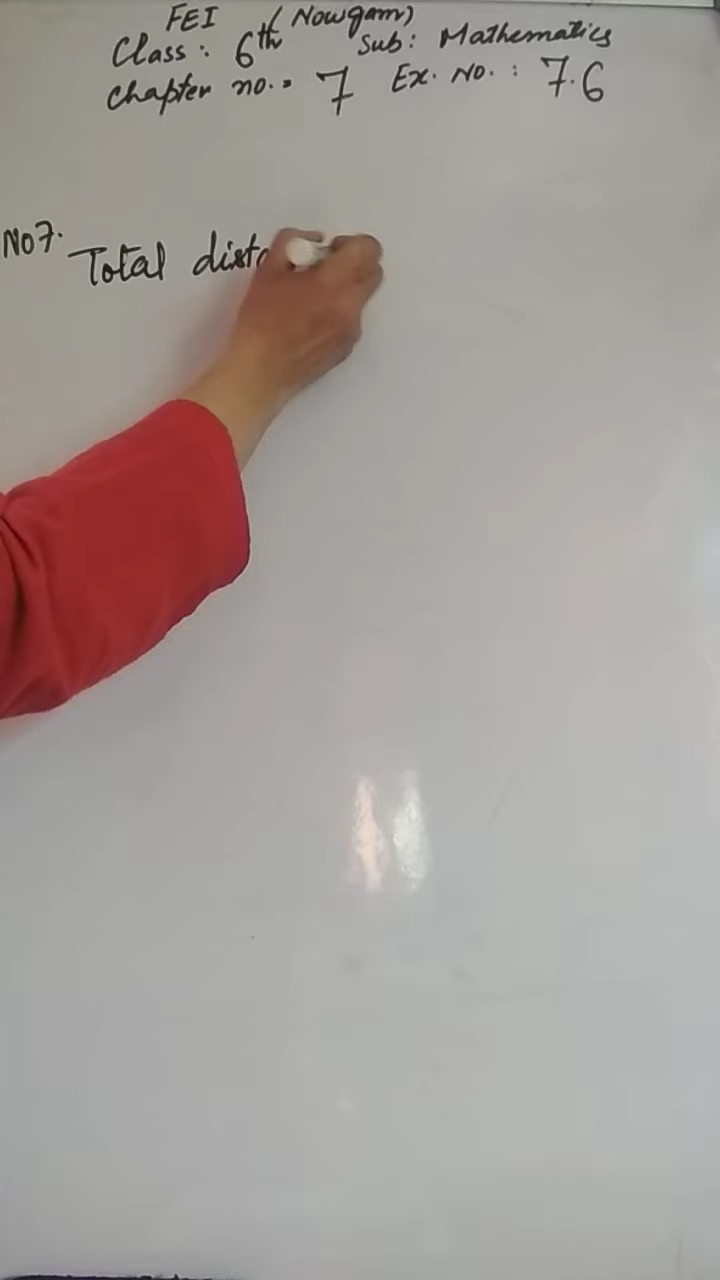 FEI (Nowgam)
Class: 6th Sub: Mathematics
Chapter no.: 7 Ex. No.: 7.6
No7. Total dist